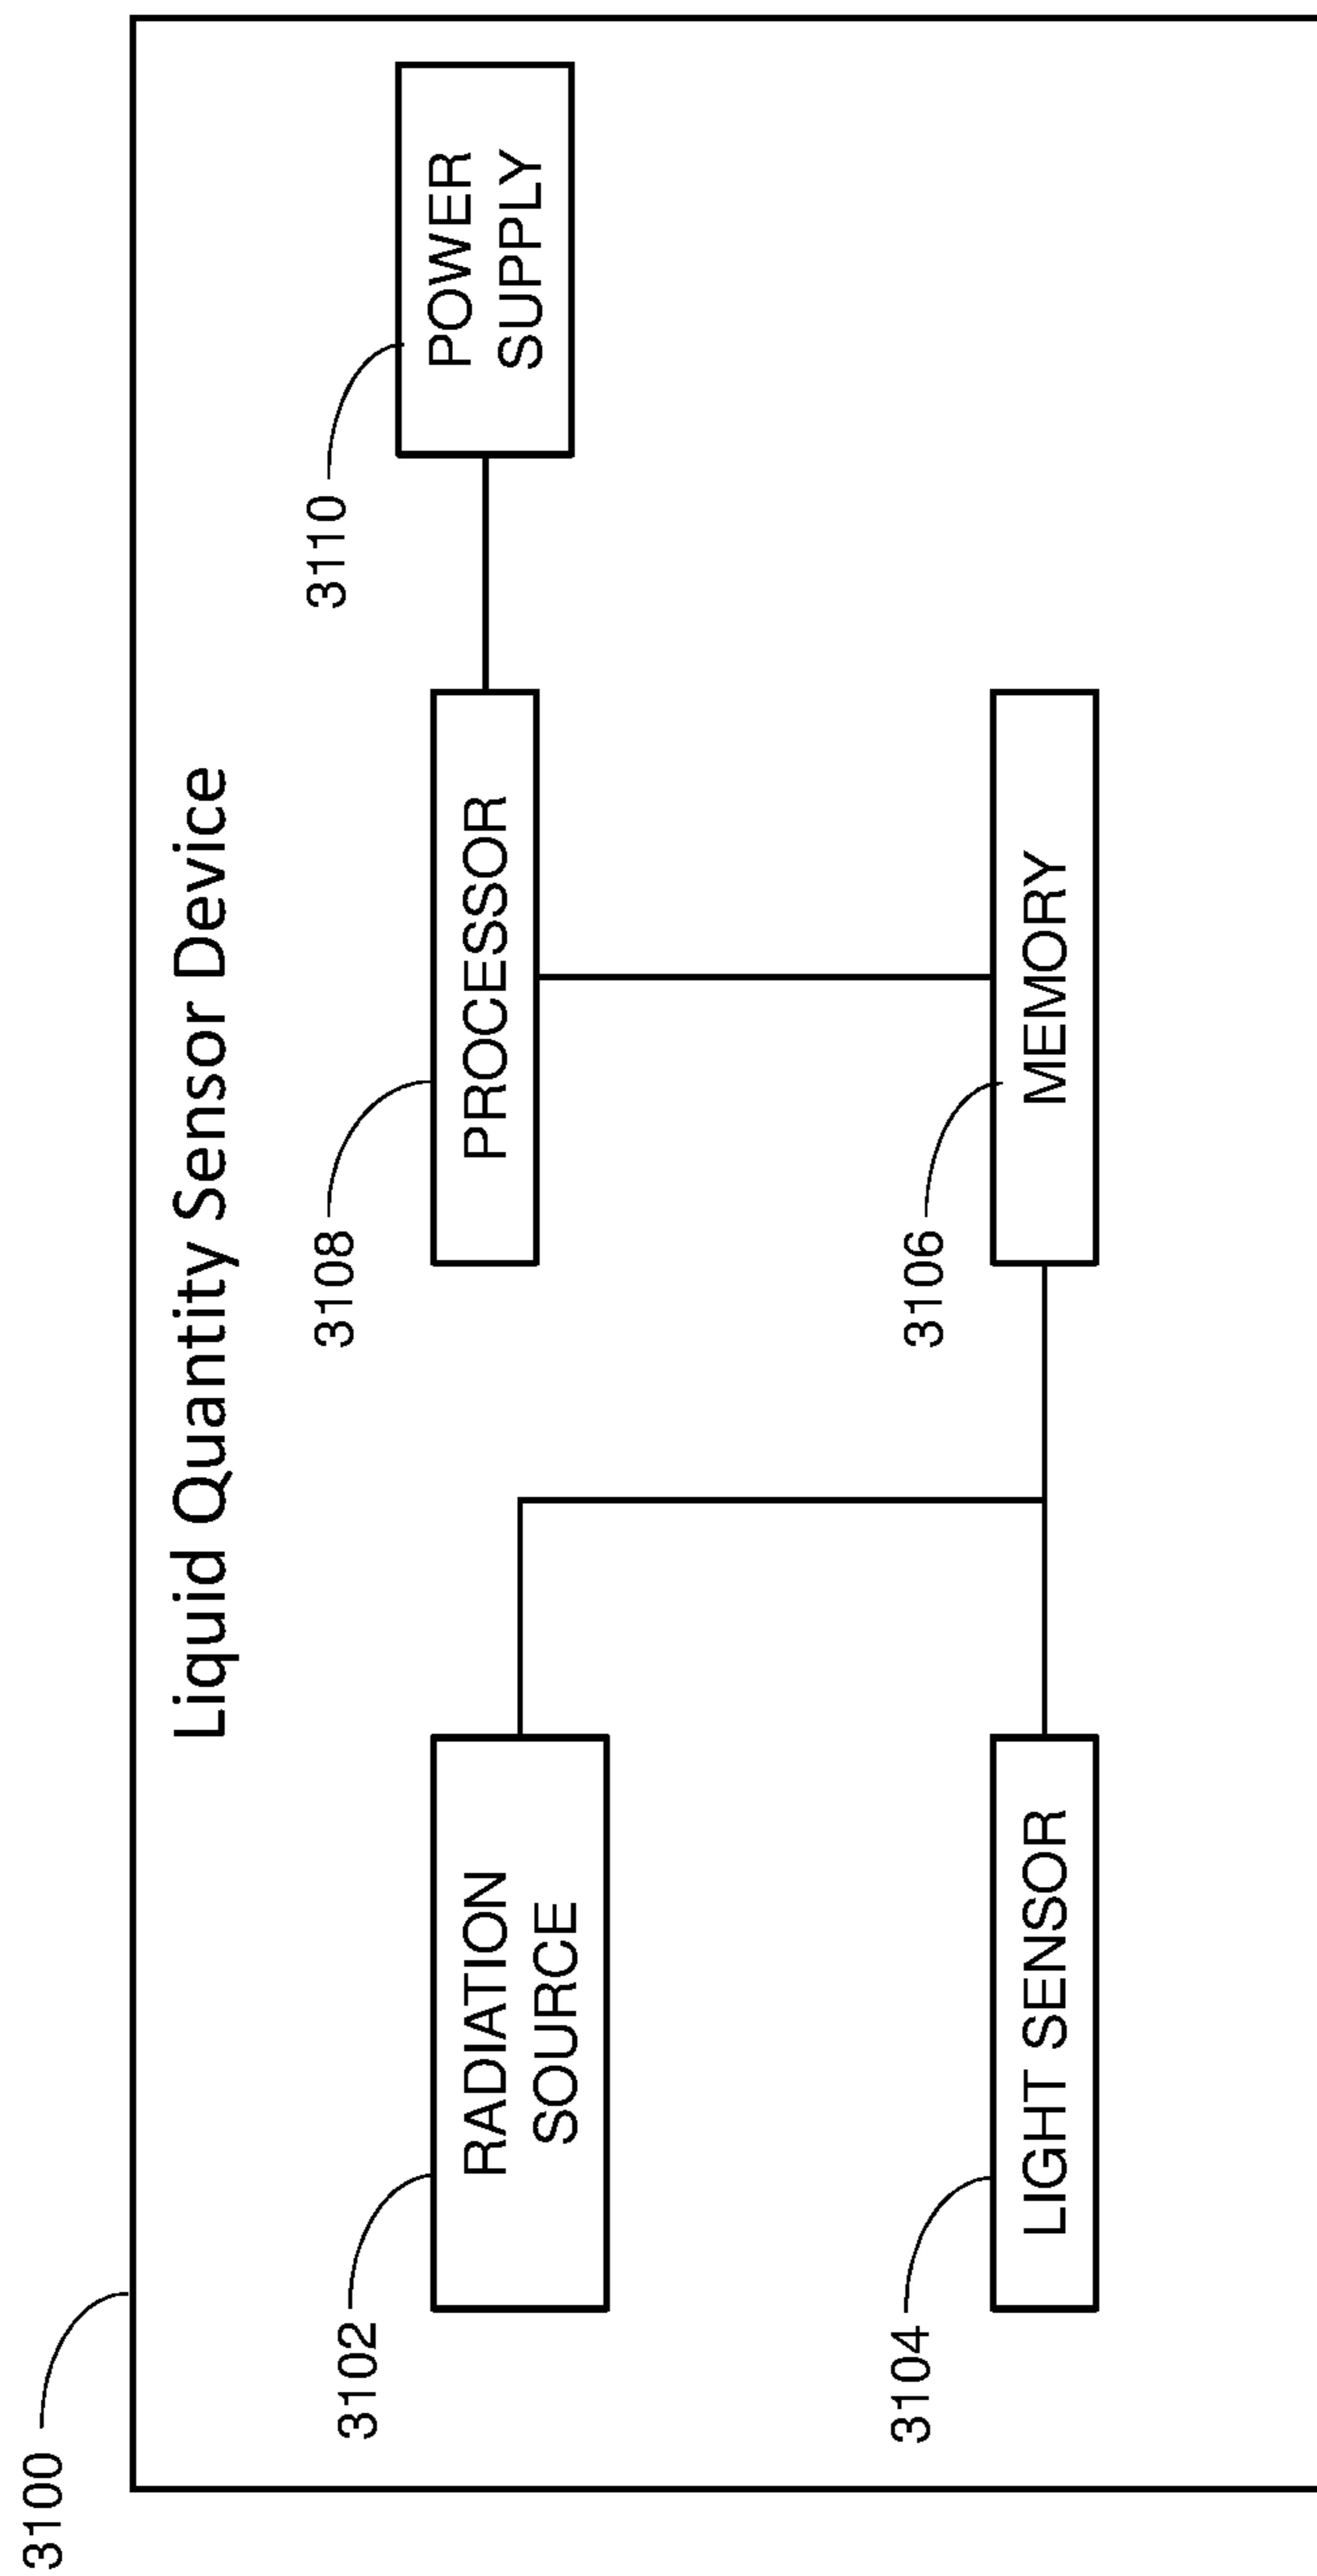 3100
Liquid Quantity Sensor Device
3102
RADIATION
SOURCE
3108
PROCESSOR
3110
POWER
SUPPLY
3104
LIGHT SENSOR
3106
MEMORY